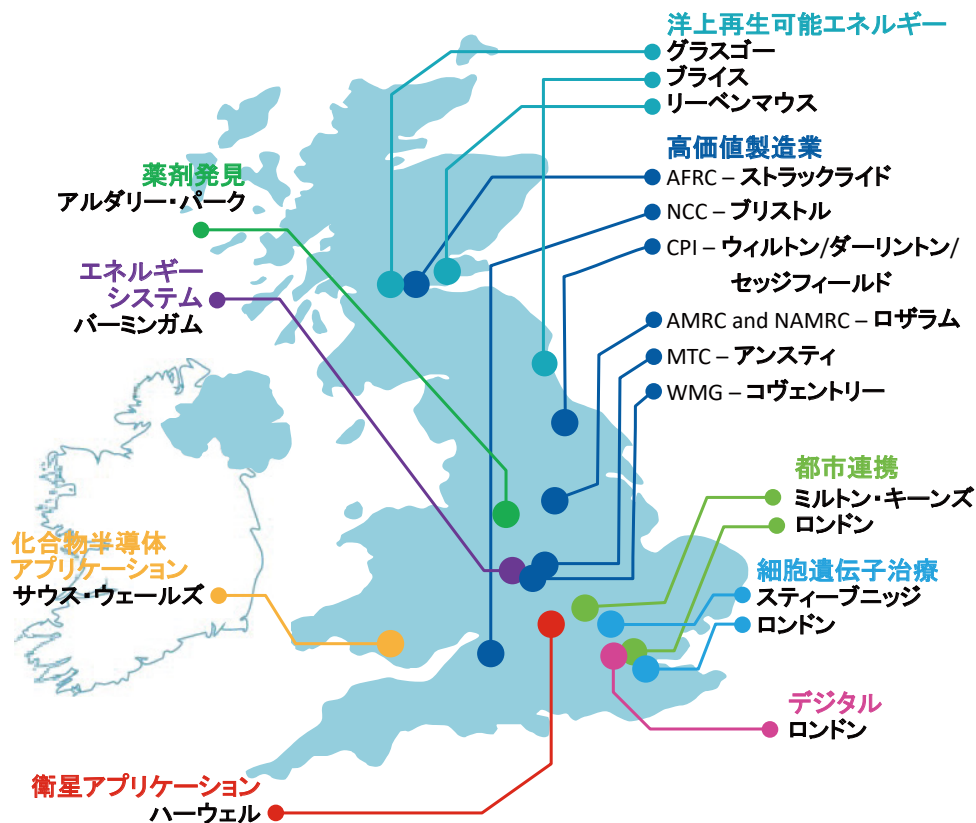 洋上再生可能エネルギー
グラスゴー
ブライス
リーベンマウス
高価値製造業
AFRC – ストラックライド
NCC – ブリストル
CPI – ウィルトン/ダーリントン/
セッジフィールド
AMRC and NAMRC – ロザラム
MTC – アンスティ
WMG – コヴェントリー
薬剤発見
アルダリー・パーク
エネルギー
システム
バーミンガム
都市連携
ミルトン・キーンズ
ロンドン
化合物半導体
アプリケーション
サウス・ウェールズ
細胞遺伝子治療
スティーブニッジ
ロンドン
デジタル
ロンドン
衛星アプリケーション
ハーウェル